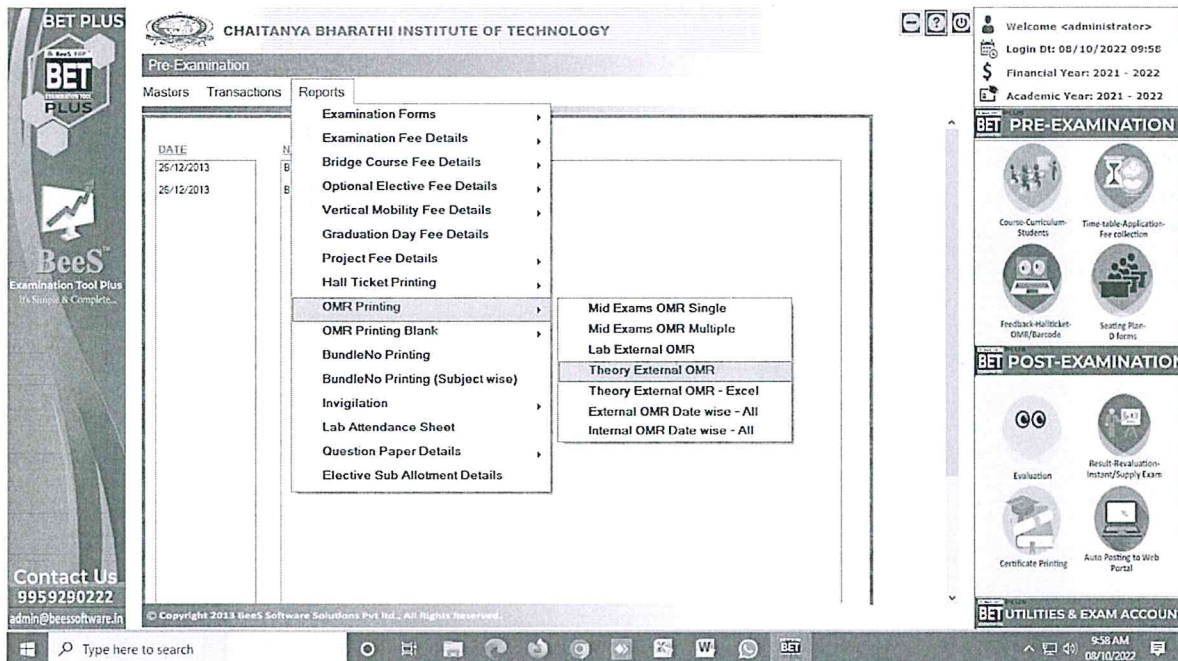 BET PLUS
BeeS ERP
BET
EXAMINATION TOOL
PLUS
BeeS™
Examination Tool Plus
It's Simple & Complete...
Contact Us
9959290222
admin@beessoftware.in
CHAITANYA BHARATHI INSTITUTE OF TECHNOLOGY
Pre-Examination
Masters Transactions Reports
DATE
26/12/2013
26/12/2013
N
B
B
Examination Forms
Examination Fee Details
Bridge Course Fee Details
Optional Elective Fee Details
Vertical Mobility Fee Details
Graduation Day Fee Details
Project Fee Details
Hall Ticket Printing
OMR Printing
OMR Printing Blank
BundleNo Printing
BundleNo Printing (Subject wise)
Invigilation
Lab Attendance Sheet
Question Paper Details
Elective Sub Allotment Details
Mid Exams OMR Single
Mid Exams OMR Multiple
Lab External OMR
Theory External OMR
Theory External OMR - Excel
External OMR Date wise - All
Internal OMR Date wise - All
© Copyright 2013 BeeS Software Solutions Pvt ltd., All Rights Reserved.
Welcome <administrator>
Login Dt: 08/10/2022 09:58
Financial Year: 2021 - 2022
Academic Year: 2021 - 2022
BET PLUS PRE-EXAMINATION
Course-Curriculum-
Students
Time-table-Application-
Fee collection
Feedback-Hallticket-
OMR/Barcode
Seating Plan-
D forms
BET PLUS POST-EXAMINATION
Evaluation
Result-Revaluation-
Instant/Supply Exam
Certificate Printing
Auto Posting to Web
Portal
BET PLUS UTILITIES & EXAM ACCOUN
Type here to search
BET
9:58 AM
08/10/2022